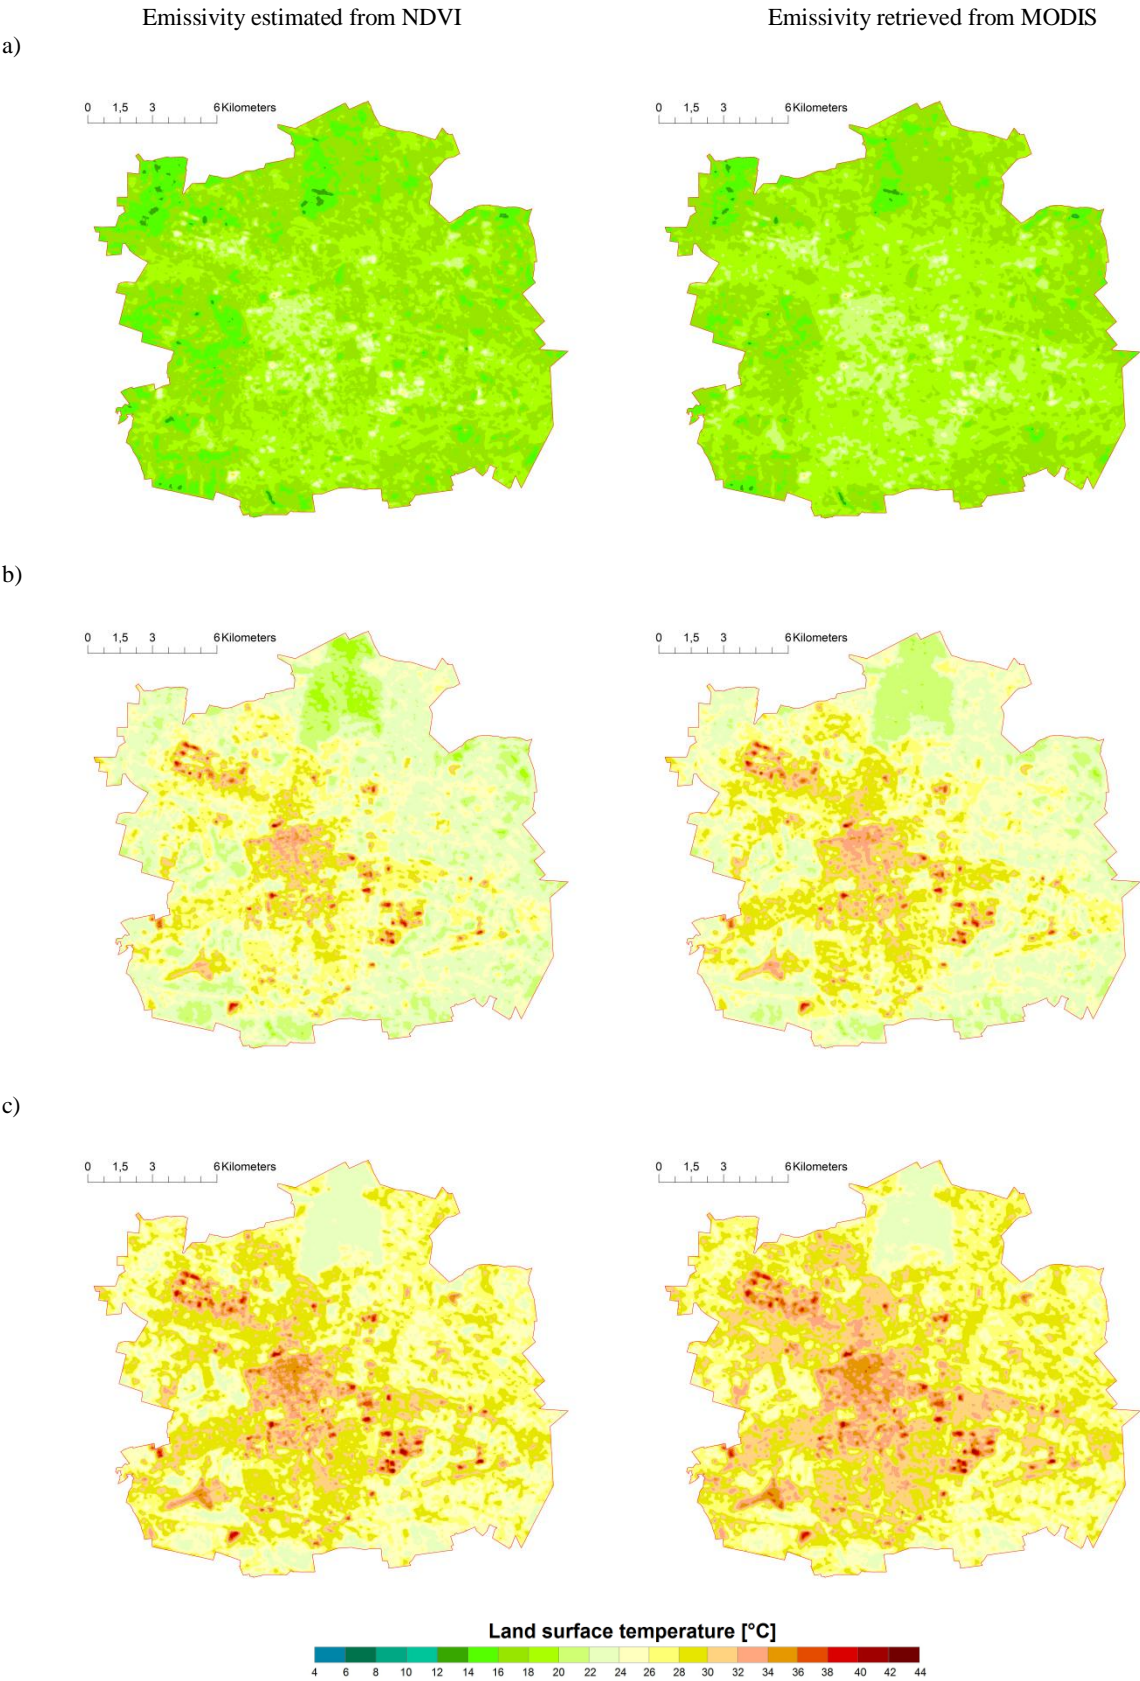 Emissivity estimated from NDVI Emissivity retrieved from MODIS
a)
0 1,5 3 6 Kilometers 0 1,5 3 6 Kilometers
b)
0 1,5 3 6 Kilometers 0 1,5 3 6 Kilometers
c)
0 1,5 3 6 Kilometers 0 1,5 3 6 Kilometers
Land surface temperature [°C]
4 6 8 10 12 14 16 18 20 22 24 26 28 30 32 34 36 38 40 42 44